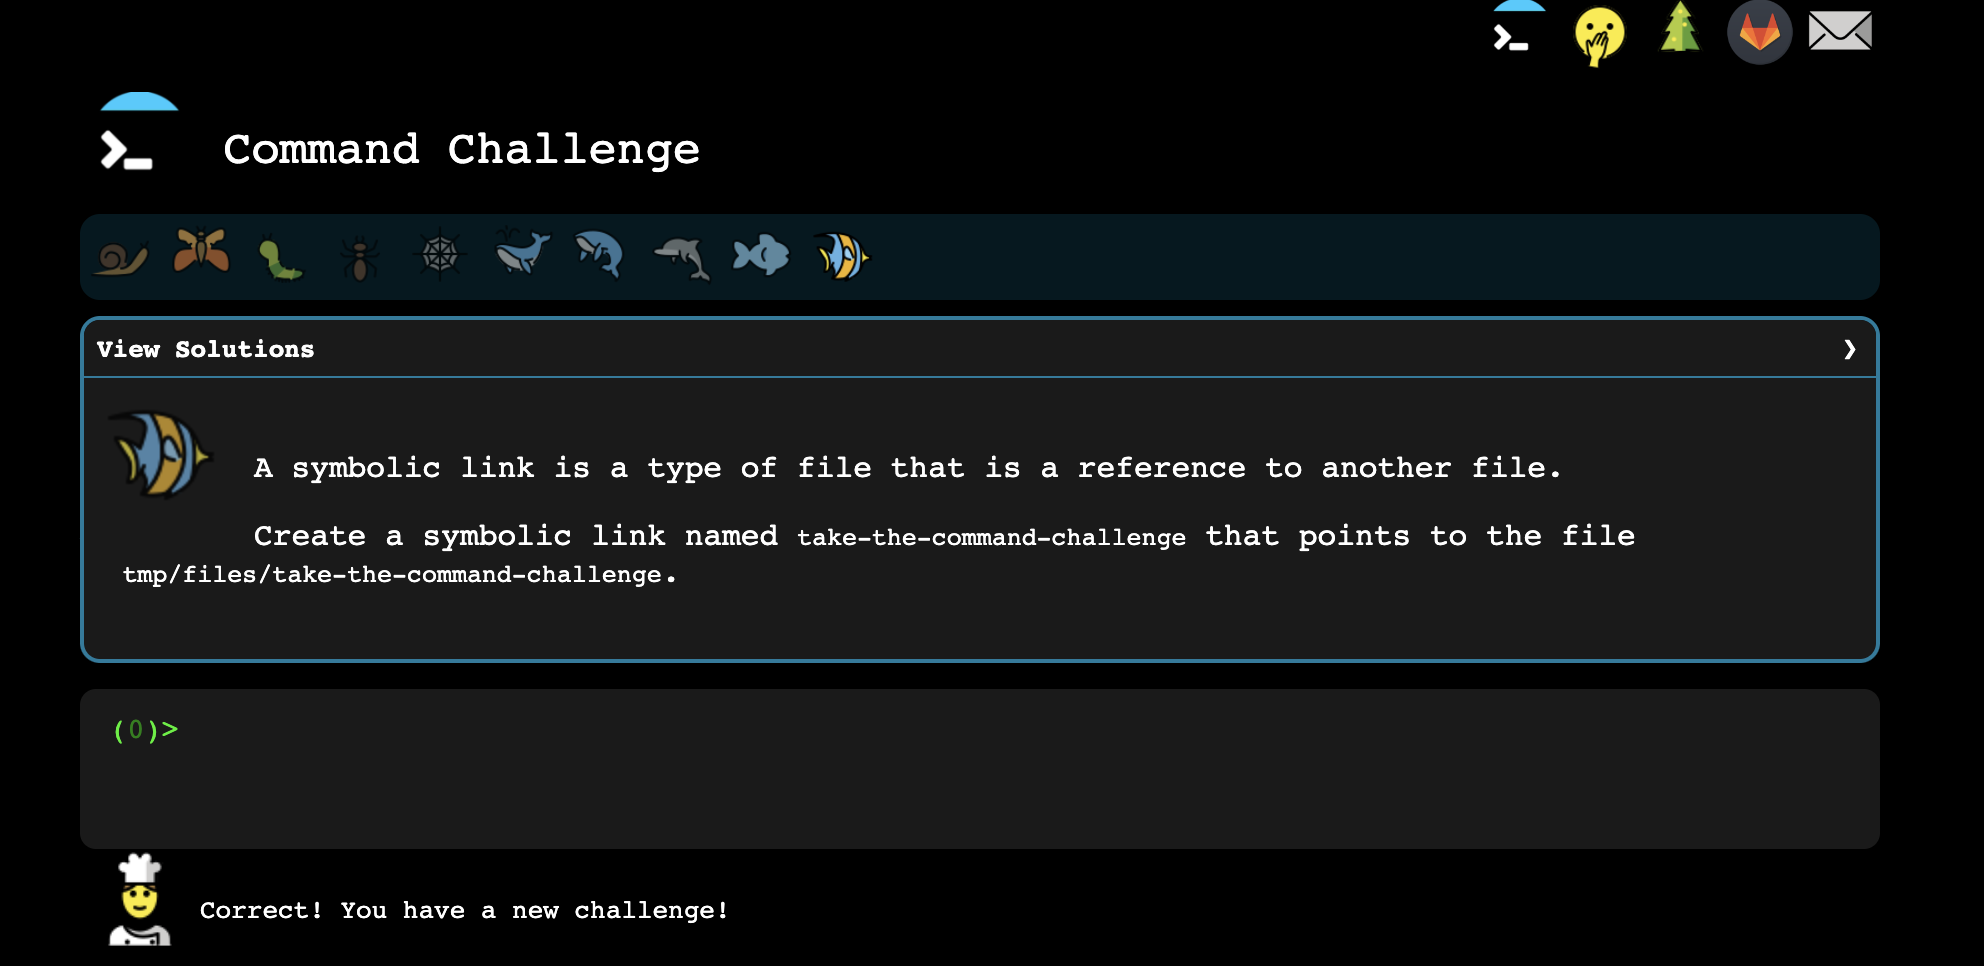 Command Challenge
View Solutions ❯
A symbolic link is a type of file that is a reference to another file.
Create a symbolic link named take-the-command-challenge that points to the file
tmp/files/take-the-command-challenge.
(0)>
Correct! You have a new challenge!